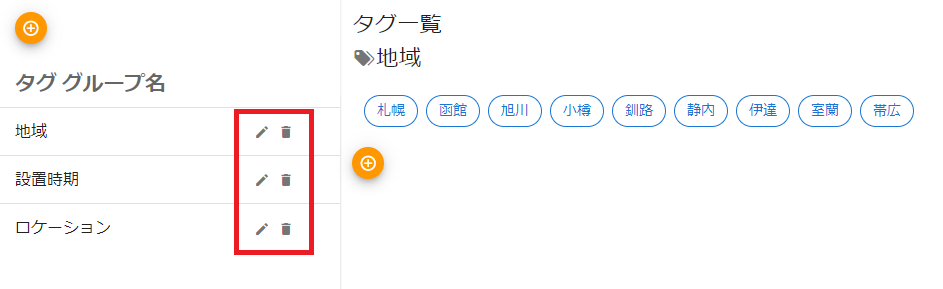 タグ グループ名
地域
設置時期
ロケーション
タグ一覧
地域
札幌 函館 旭川 小樽 釧路 静内 伊達 室蘭 帯広